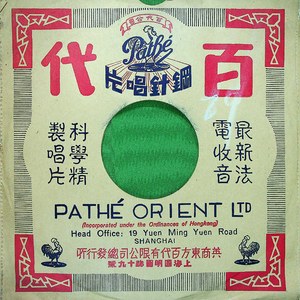 百代
Pathé
鋼針唱片
最新法
電收音
科學精
製唱片
PATHÉ ORIENT LTD
(Incorporated under the Ordinances of Hongkong)
Head Office: 19 Yuen Ming Yuen Road
SHANGHAI
英商東方百代有限公司總發行所
上海圓明園路十九號